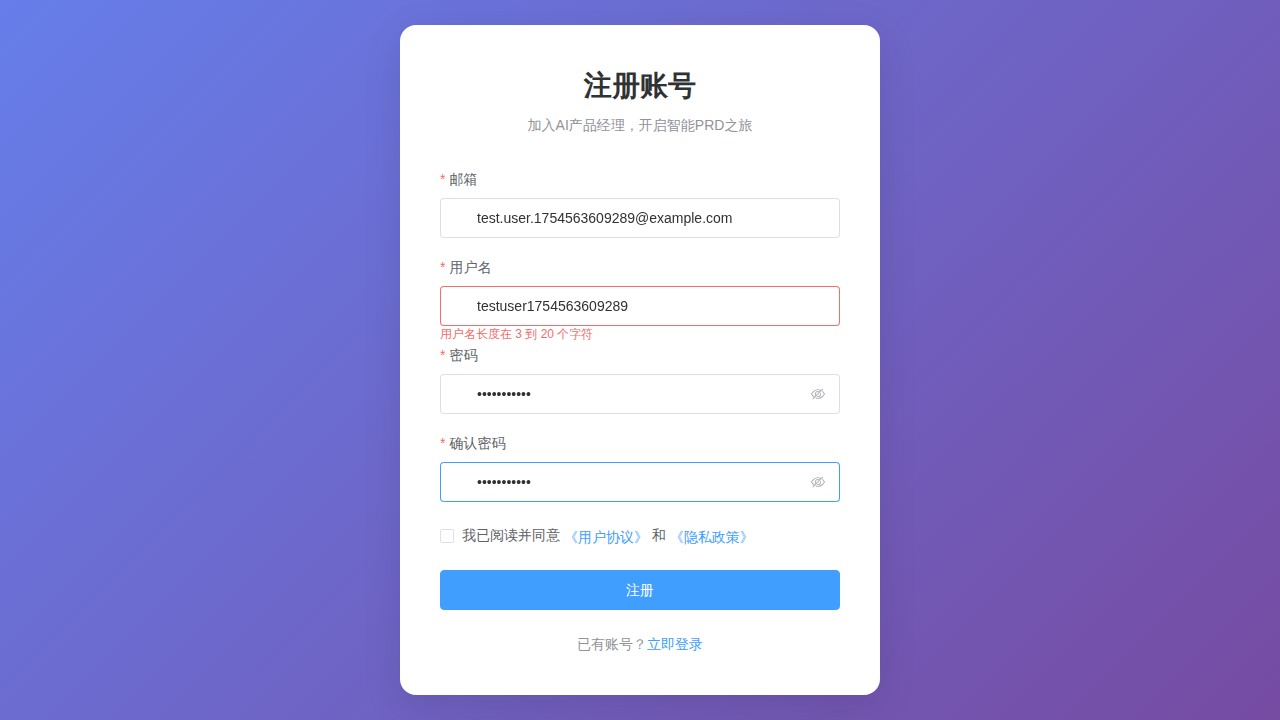 注册账号
加入AI产品经理，开启智能PRD之旅
* 邮箱
test.user.1754563609289@example.com
* 用户名
testuser1754563609289
用户名长度在 3 到 20 个字符
* 密码
•••••••••••
* 确认密码
•••••••••••
我已阅读并同意 《用户协议》 和 《隐私政策》
注册
已有账号？立即登录